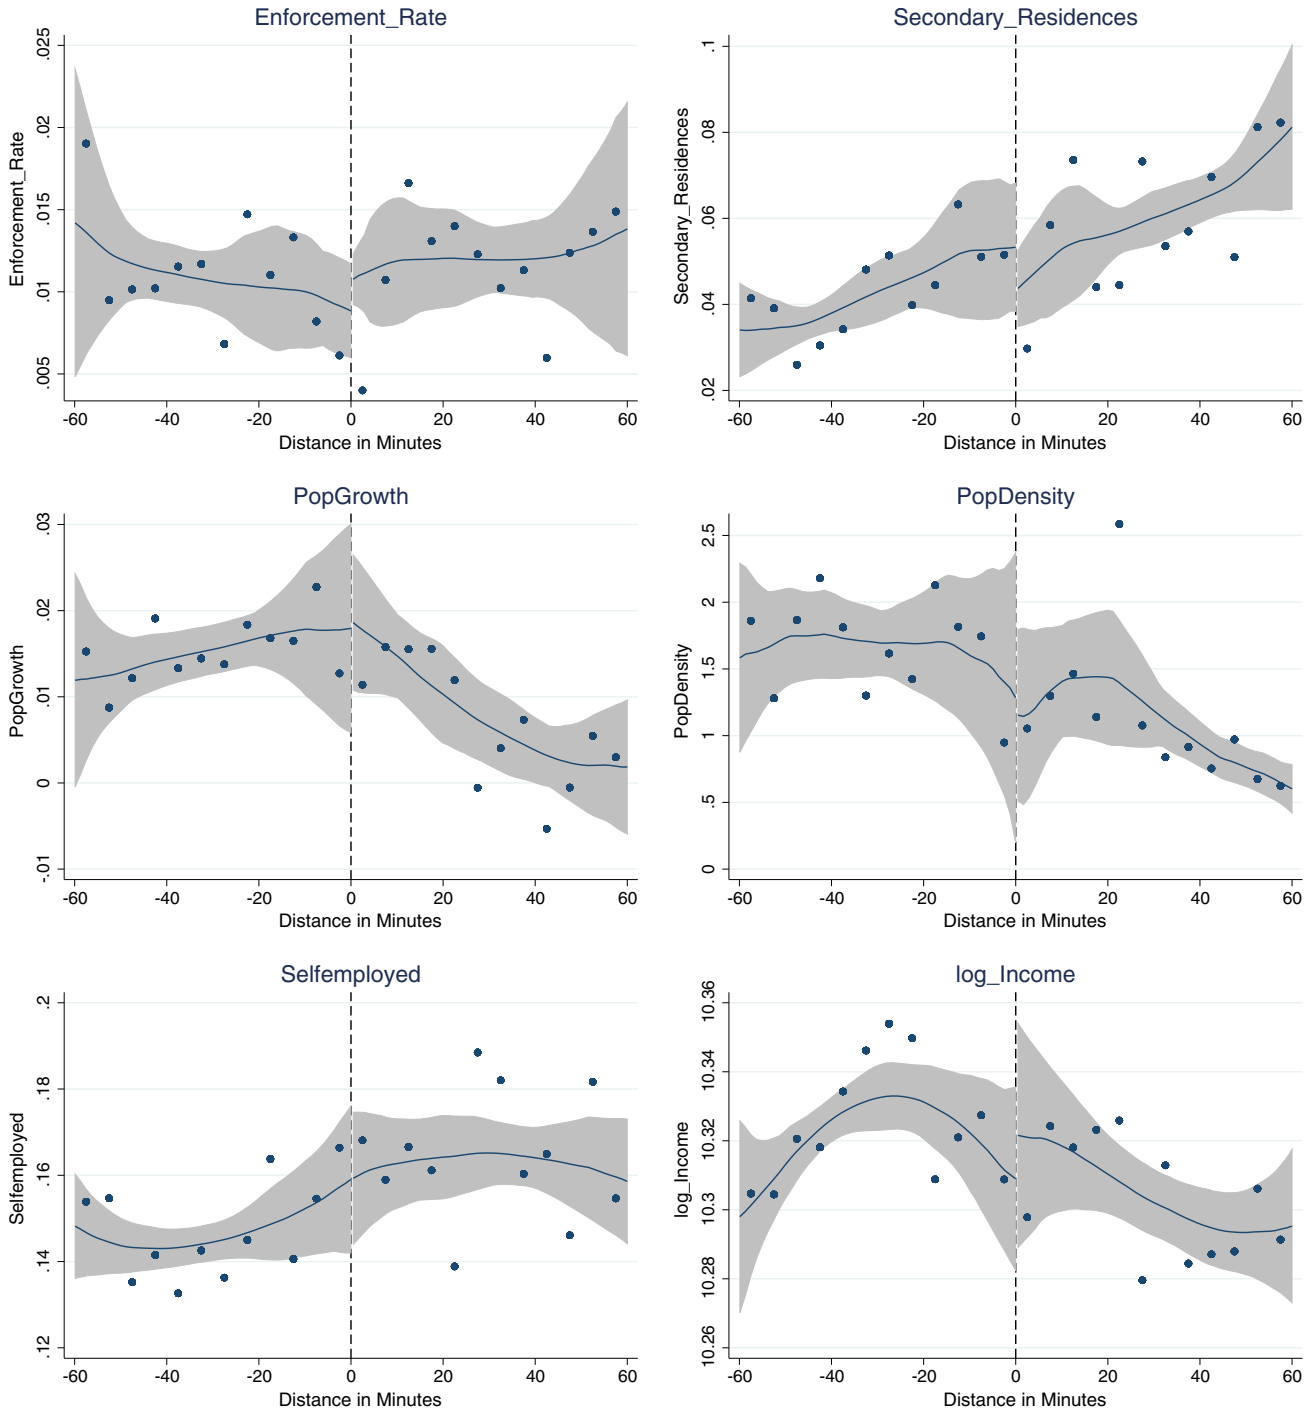 Enforcement_Rate
Enforcement_Rate
.025
.02
.015
.01
.005
-60 -40 -20 0 20 40 60
Distance in Minutes
Secondary_Residences
Secondary_Residences
.1
.08
.06
.04
.02
-60 -40 -20 0 20 40 60
Distance in Minutes
PopGrowth
PopGrowth
.03
.02
.01
0
-.01
-60 -40 -20 0 20 40 60
Distance in Minutes
PopDensity
PopDensity
2.5
2
1.5
1
.5
0
-60 -40 -20 0 20 40 60
Distance in Minutes
Selfemployed
Selfemployed
.2
.18
.16
.14
.12
-60 -40 -20 0 20 40 60
Distance in Minutes
log_Income
log_Income
10.36
10.34
10.32
10.3
10.28
10.26
-60 -40 -20 0 20 40 60
Distance in Minutes